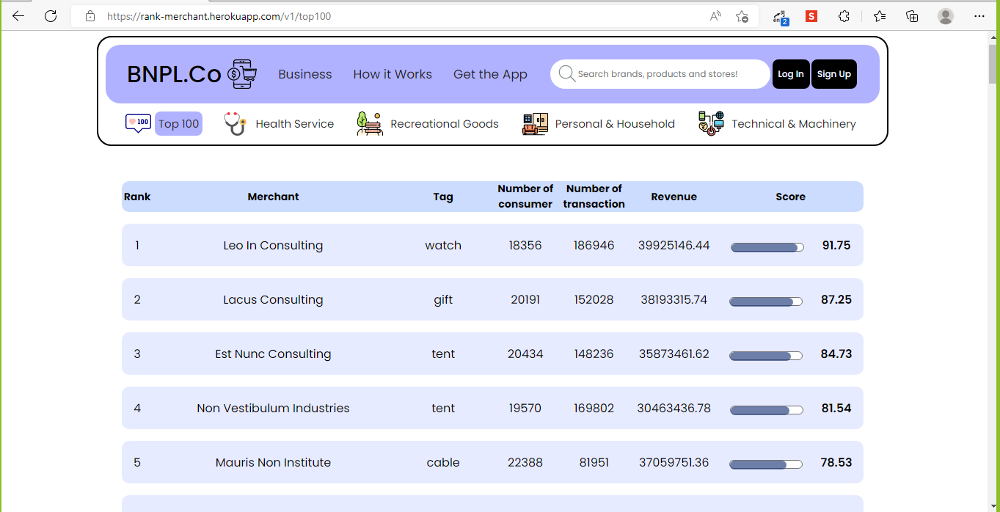 https://rank-merchant.herokuapp.com/v1/top100
A
英
en 2
S
BNPL.Co $ Business How it Works Get the App Search brands, products and stores! Log In Sign Up
100 Top 100 Health Service Recreational Goods Personal & Household Technical & Machinery
Rank Merchant Tag Number of consumer Number of transaction Revenue Score
1 Leo In Consulting watch 18356 186946 39925146.44 91.75
2 Lacus Consulting gift 20191 152028 38193315.74 87.25
3 Est Nunc Consulting tent 20434 148236 35873461.62 84.73
4 Non Vestibulum Industries tent 19570 169802 30463436.78 81.54
5 Mauris Non Institute cable 22388 81951 37059751.36 78.53